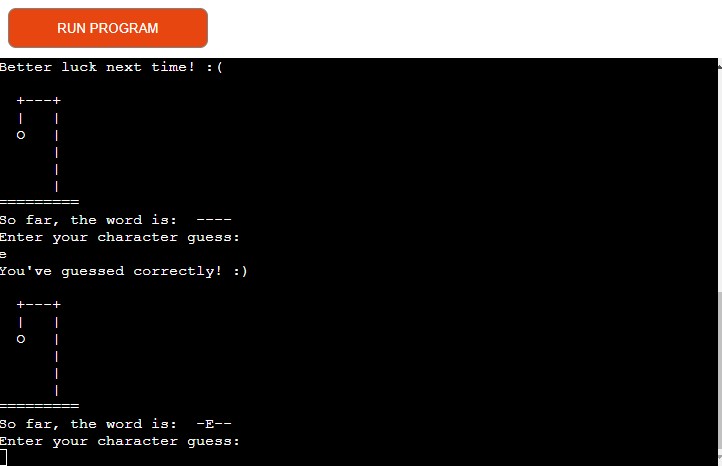 RUN PROGRAM
Better luck next time! :(
  +---+
  |   |
  O   |
      |
      |
      |
=========
So far, the word is:  ----
Enter your character guess:
e
You've guessed correctly! :)
  +---+
  |   |
  O   |
      |
      |
      |
=========
So far, the word is:  -E--
Enter your character guess: